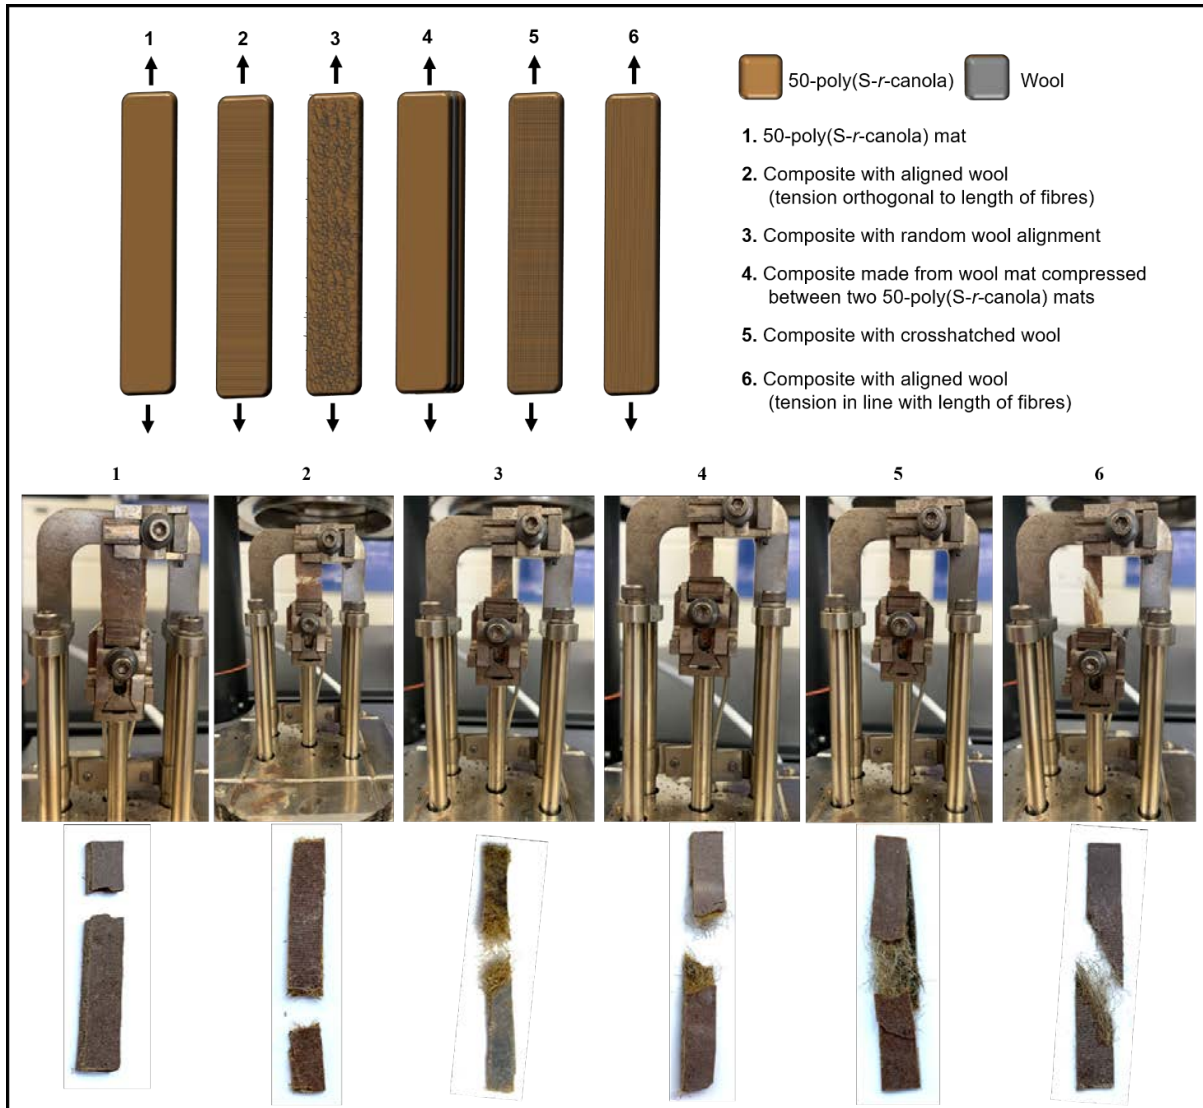 1 2 3 4 5 6
50-poly(S-r-canola) Wool
1. 50-poly(S-r-canola) mat
2. Composite with aligned wool
(tension orthogonal to length of fibres)
3. Composite with random wool alignment
4. Composite made from wool mat compressed
between two 50-poly(S-r-canola) mats
5. Composite with crosshatched wool
6. Composite with aligned wool
(tension in line with length of fibres)
1 2 3 4 5 6